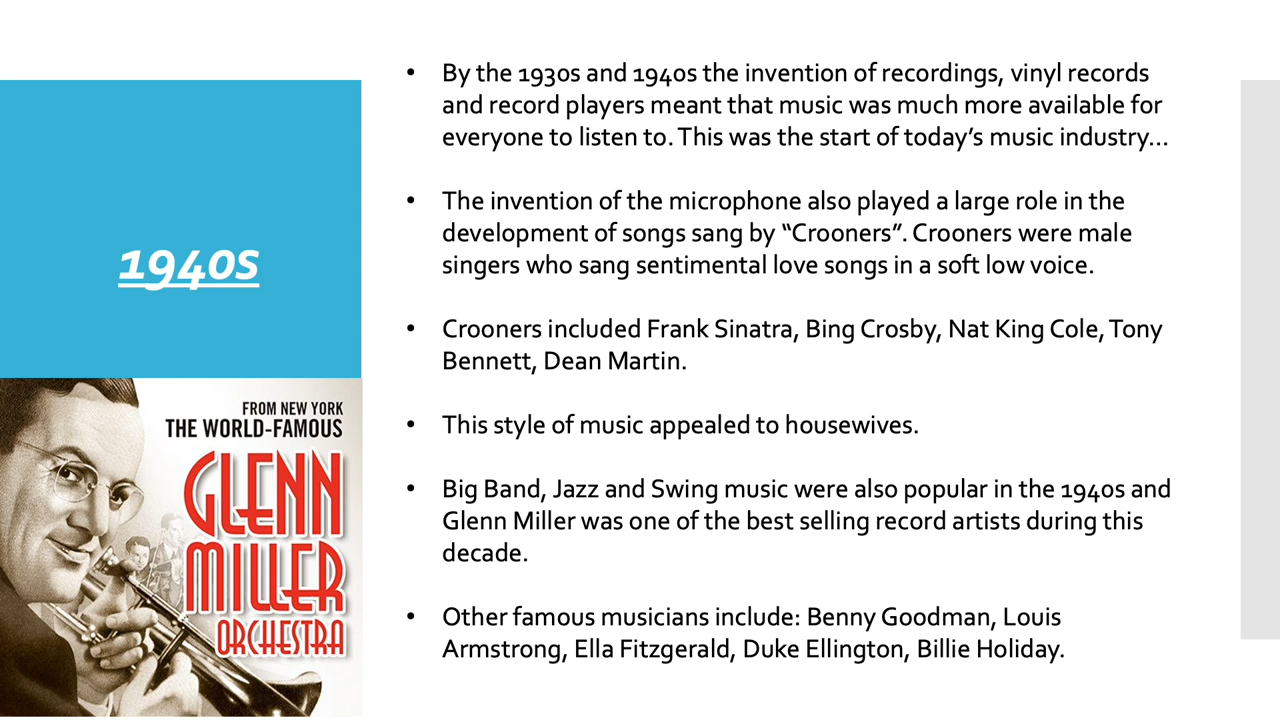 1940s
FROM NEW YORK
THE WORLD-FAMOUS
GLENN
MILLER
ORCHESTRA
• By the 1930s and 1940s the invention of recordings, vinyl records
and record players meant that music was much more available for
everyone to listen to. This was the start of today’s music industry…
• The invention of the microphone also played a large role in the
development of songs sang by “Crooners”. Crooners were male
singers who sang sentimental love songs in a soft low voice.
• Crooners included Frank Sinatra, Bing Crosby, Nat King Cole, Tony
Bennett, Dean Martin.
• This style of music appealed to housewives.
• Big Band, Jazz and Swing music were also popular in the 1940s and
Glenn Miller was one of the best selling record artists during this
decade.
• Other famous musicians include: Benny Goodman, Louis
Armstrong, Ella Fitzgerald, Duke Ellington, Billie Holiday.